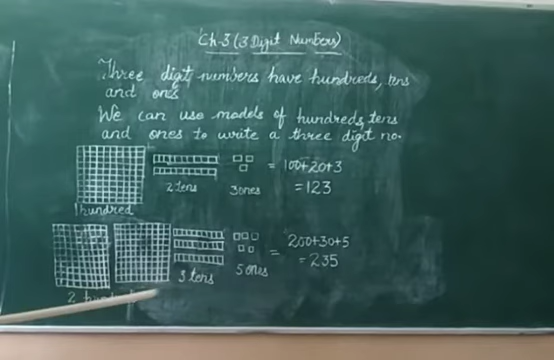 Ch-3 (3 Digit Numbers)
Three digit numbers have hundreds, tens
and ones
We can use models of hundreds, tens
and ones to write a three digit no.
= 100+20+3
2 tens 3 ones = 123
1 hundred
= 200+30+5
3 tens 5 ones = 235
2